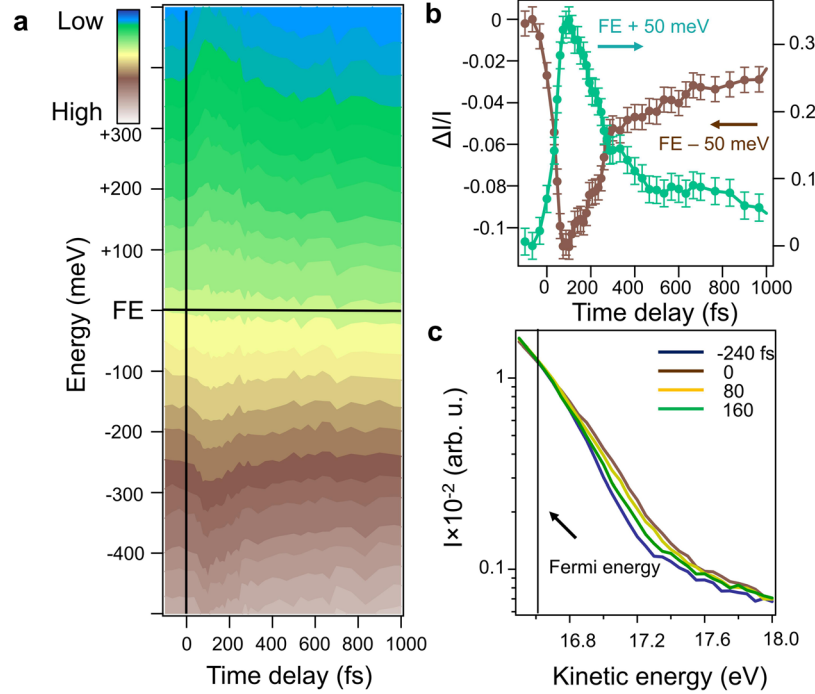 a
Low
High
+300
+200
+100
FE
-100
-200
-300
-400
Energy (meV)
0 200 400 600 800 1000
Time delay (fs)
b
FE + 50 meV
FE – 50 meV
-0
-0.02
-0.04
-0.06
-0.08
-0.1
ΔI/I
0.3
0.2
0.1
0
0 200 400 600 800 1000
Time delay (fs)
c
-240 fs
0
80
160
1
0.1
I×10⁻² (arb. u.)
Fermi energy
16.8 17.2 17.6 18.0
Kinetic energy (eV)